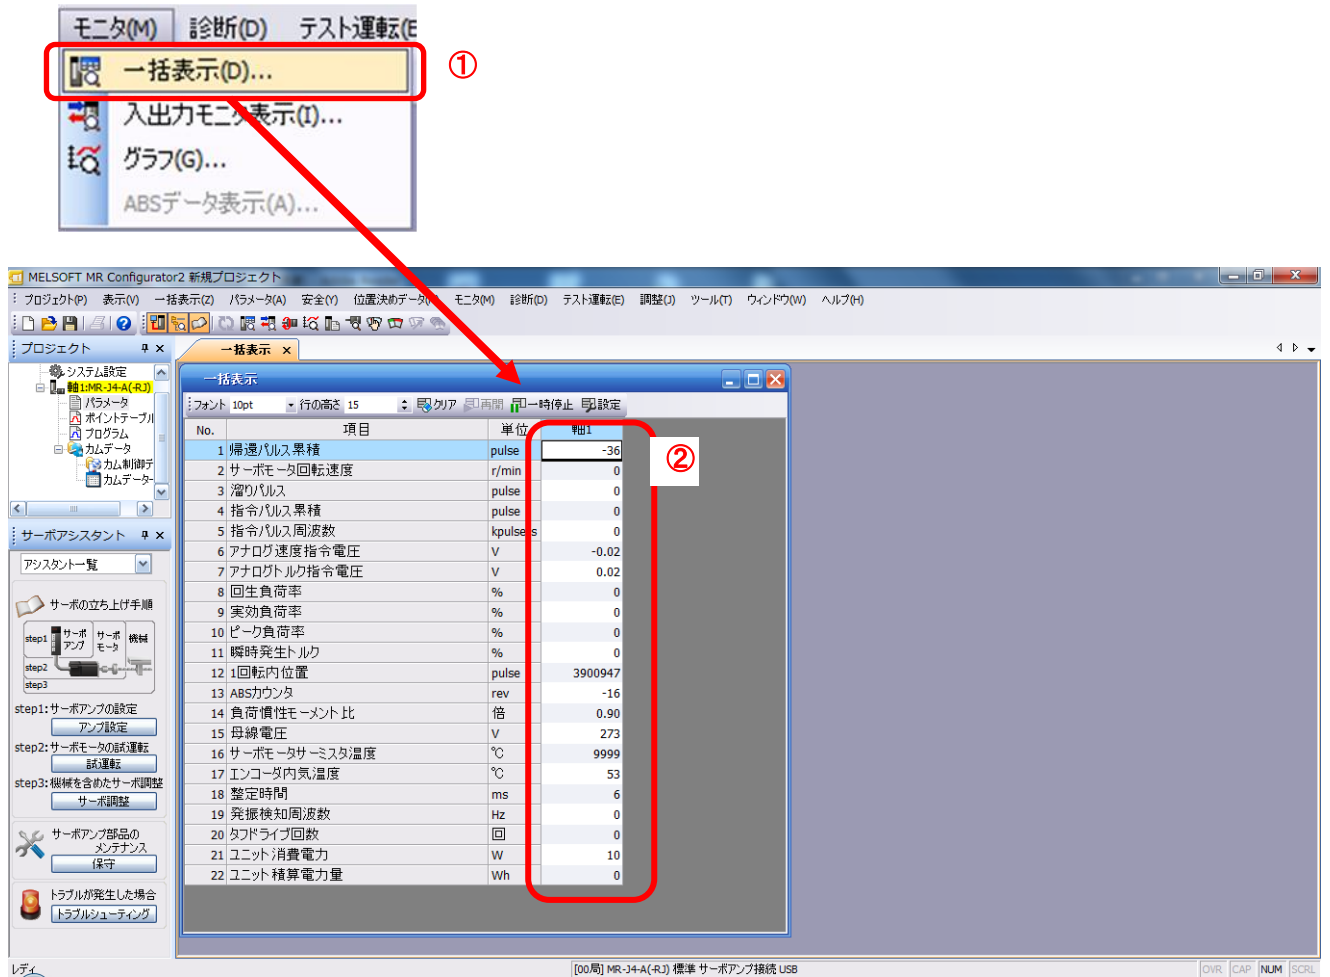 モニタ(M) 診断(D) テスト運転(E
一括表示(D)...
①
入出力モニタ表示(I)...
グラフ(G)...
ABSデータ表示(A)...
MELSOFT MR Configurator2 新規プロジェクト
プロジェクト(P) 表示(V) 一括表示(Z) パラメータ(A) 安全(Y) 位置決めデータ( モニタ(M) 診断(D) テスト運転(E) 調整(J) ツール(T) ウィンドウ(W) ヘルプ(H)
プロジェクト
一括表示
システム設定
軸1:MR-J4-A(-RJ)
パラメータ
ポイントテーブル
プログラム
カムデータ
カム制御デ
カムデーター
サーボアシスタント
アシスタント一覧
サーボの立ち上げ手順
step1 サーボアンプ サーボモータ 機械
step2
step3
step1:サーボアンプの設定
アンプ設定
step2:サーボモータの試運転
試運転
step3:機械を含めたサーボ調整
サーボ調整
サーボアンプ部品の
メンテナンス
保守
トラブルが発生した場合
トラブルシューティング
一括表示
フォント 10pt 行の高さ 15 クリア 再開 一時停止 設定
No. 項目 単位 軸1
②
1 帰還パルス累積 pulse -36
2 サーボモータ回転速度 r/min 0
3 溜りパルス pulse 0
4 指令パルス累積 pulse 0
5 指令パルス周波数 kpulse/s 0
6 アナログ速度指令電圧 V -0.02
7 アナログトルク指令電圧 V 0.02
8 回生負荷率 % 0
9 実効負荷率 % 0
10 ピーク負荷率 % 0
11 瞬時発生トルク % 0
12 1回転内位置 pulse 3900947
13 ABSカウンタ rev -16
14 負荷慣性モーメント比 倍 0.90
15 母線電圧 V 273
16 サーボモータサーミスタ温度 ℃ 9999
17 エンコーダ内気温度 ℃ 53
18 整定時間 ms 6
19 発振検知周波数 Hz 0
20 タフドライブ回数 回 0
21 ユニット消費電力 W 10
22 ユニット積算電力量 Wh 0
レディ
[00局] MR-J4-A(-RJ) 標準 サーボアンプ接続 USB
OVR CAP NUM SCRL